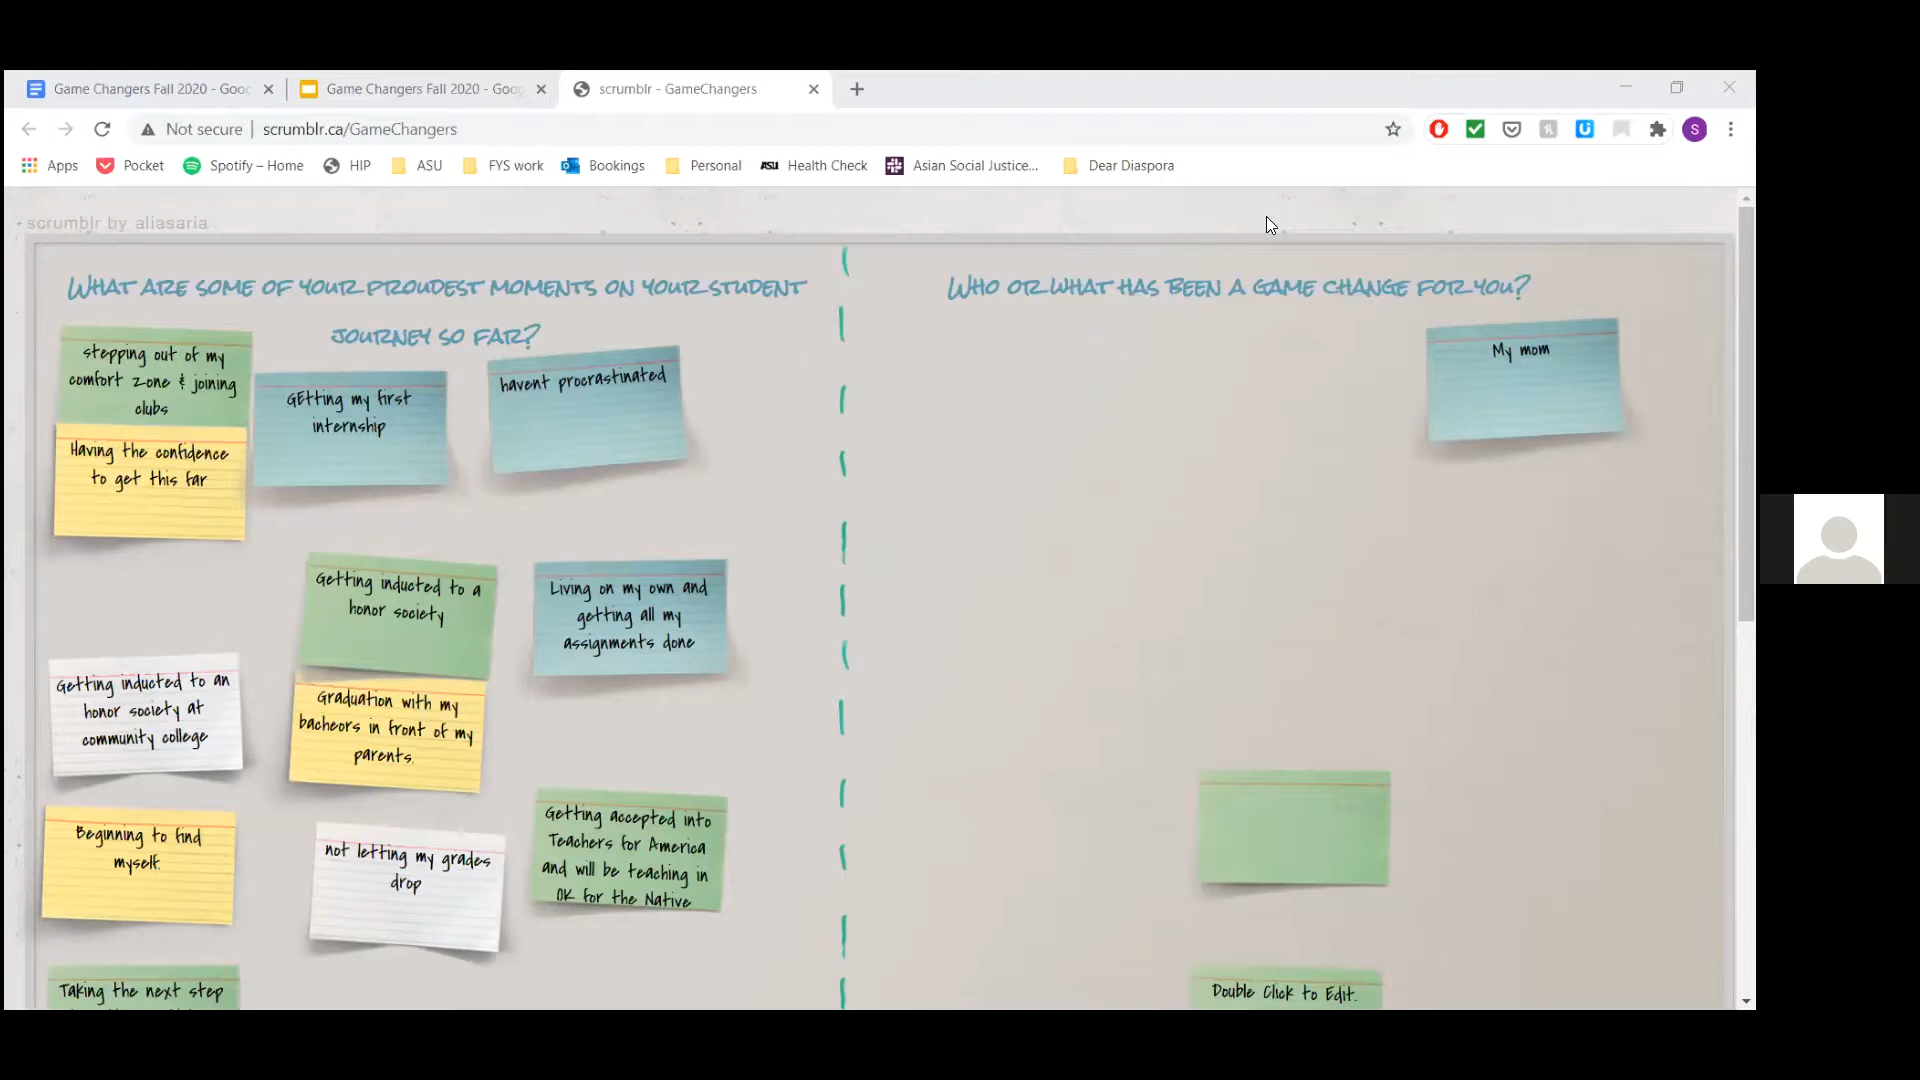 Game Changers Fall 2020 - Goog
Game Changers Fall 2020 - Goog
scrumblr - GameChangers
Not secure
scrumblr.ca/GameChangers
S
Apps
Pocket
Spotify – Home
HIP
ASU
FYS work
Bookings
Personal
ASU
Health Check
Asian Social Justice...
Dear Diaspora
scrumblr by aliasaria
What are some of your proudest moments on your student
journey so far?
stepping out of my
comfort zone & joining
clubs
Having the confidence
to get this far
GEtting my first
internship
havent procrastinated
Getting inducted to a
honor society
Living on my own and
getting all my
assignments done
Getting inducted to an
honor society at
community college
Graduation with my
bacheors in front of my
parents.
Beginning to find
myself.
not letting my grades
drop
Getting accepted into
Teachers for America
and will be teaching in
OK for the Native
Taking the next step
Who or what has been a game change for you?
My mom
Double Click to Edit.